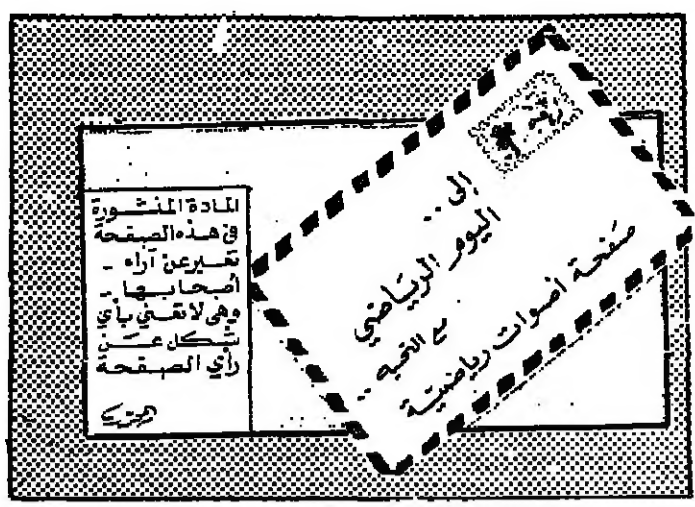 إلى ..
اليوم الرياضي
مع التحيه ..
صفحة أصوات رياضية
المادة المنشورة
في هذه الصفحة
تعبر عن آراء -
أصحابها -
وهي لا تعني بأي
شكل عن
رأي الصفحة